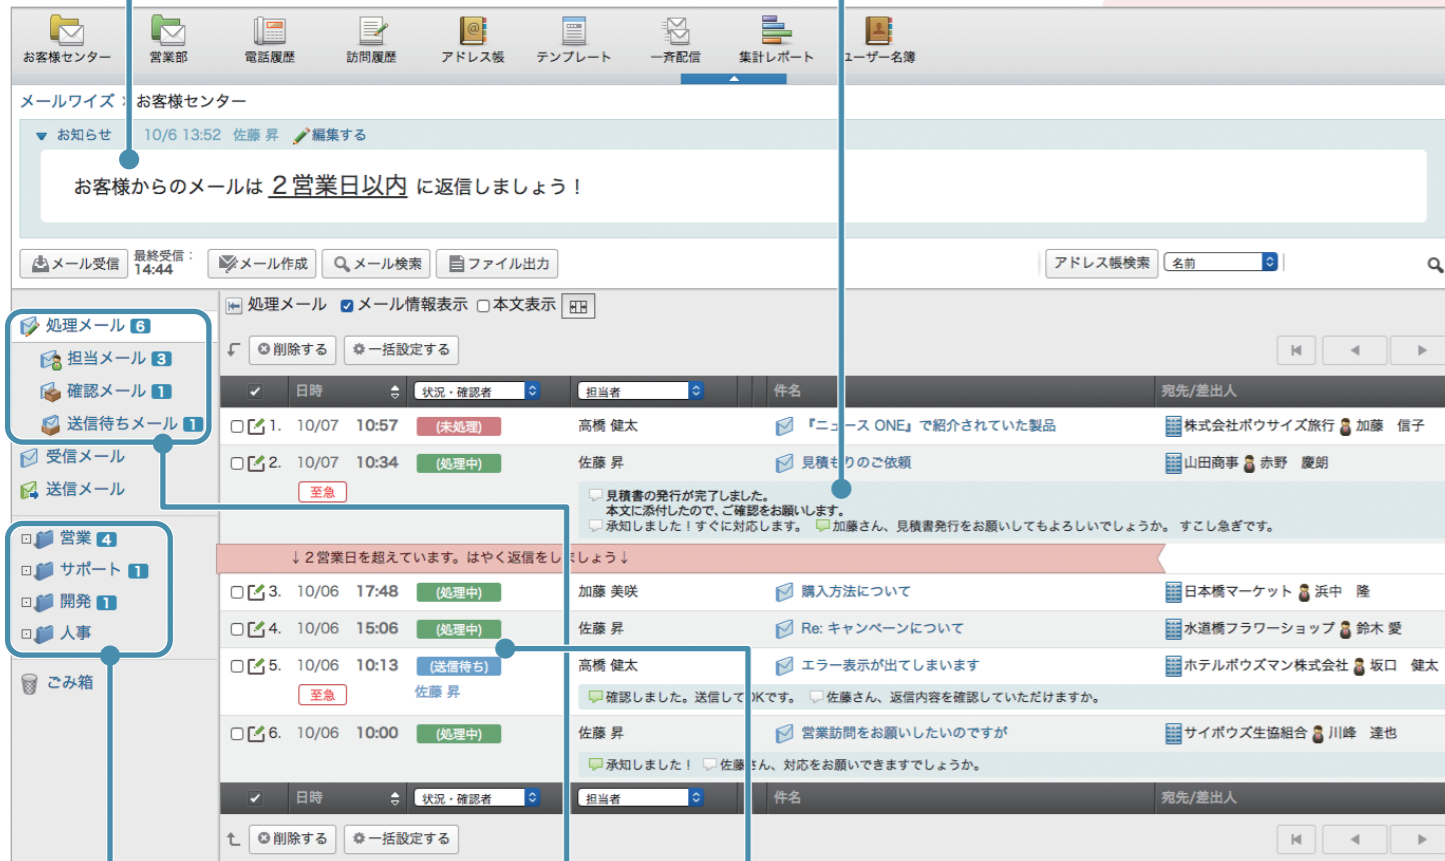 お客様センター 営業部 電話履歴 訪問履歴 アドレス帳 テンプレート 一斉配信 集計レポート ユーザー名簿
メールワイズ › お客様センター
お知らせ 10/6 13:52 佐藤 昇 編集する
お客様からのメールは 2営業日以内 に返信しましょう!
メール受信 最終受信:
14:44
メール作成 メール検索 ファイル出力 アドレス帳検索 名前
処理メール 6
担当メール 3
確認メール 1
送信待ちメール 1
受信メール
送信メール
営業 4
サポート 1
開発 1
人事
ごみ箱
処理メール メール情報表示 本文表示
削除する 一括設定する
日時 状況・確認者 担当者 件名 宛先/差出人
1. 10/07 10:57 (未処理) 高橋 健太 『ニュース ONE』で紹介されていた製品 株式会社ボウサイズ旅行 加藤 信子
2. 10/07 10:34 (処理中) 佐藤 昇 見積もりのご依頼 山田商事 赤野 慶朗
至急
見積書の発行が完了しました。
本文に添付したので、ご確認をお願いします。
承知しました!すぐに対応します。 加藤さん、見積書発行をお願いしてもよろしいでしょうか。 すこし急ぎです。
↓2営業日を超えています。はやく返信をしましょう↓
3. 10/06 17:48 (処理中) 加藤 美咲 購入方法について 日本橋マーケット 浜中 隆
4. 10/06 15:06 (処理中) 佐藤 昇 Re: キャンペーンについて 水道橋フラワーショップ 鈴木 愛
5. 10/06 10:13 (送信待ち) 高橋 健太 エラー表示が出てしまいます ホテルボウズマン株式会社 坂口 健太
至急 佐藤 昇
確認しました。送信してOKです。 佐藤さん、返信内容を確認していただけますか。
6. 10/06 10:00 (処理中) 佐藤 昇 営業訪問をお願いしたいのですが サイボウズ生協組合 川峰 達也
承知しました! 佐藤さん、対応をお願いできますでしょうか。
日時 状況・確認者 担当者 件名 宛先/差出人
削除する 一括設定する